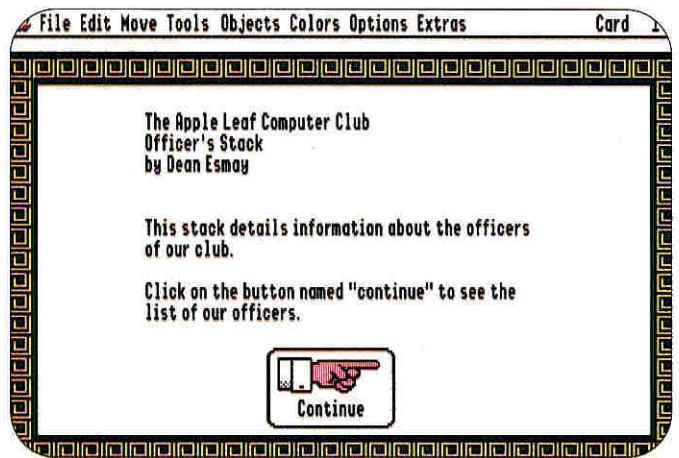 File Edit Move Tools Objects Colors Options Extras Card
The Apple Leaf Computer Club
Officer's Stack
by Dean Esmay
This stack details information about the officers
of our club.
Click on the button named "continue" to see the
list of our officers.
Continue